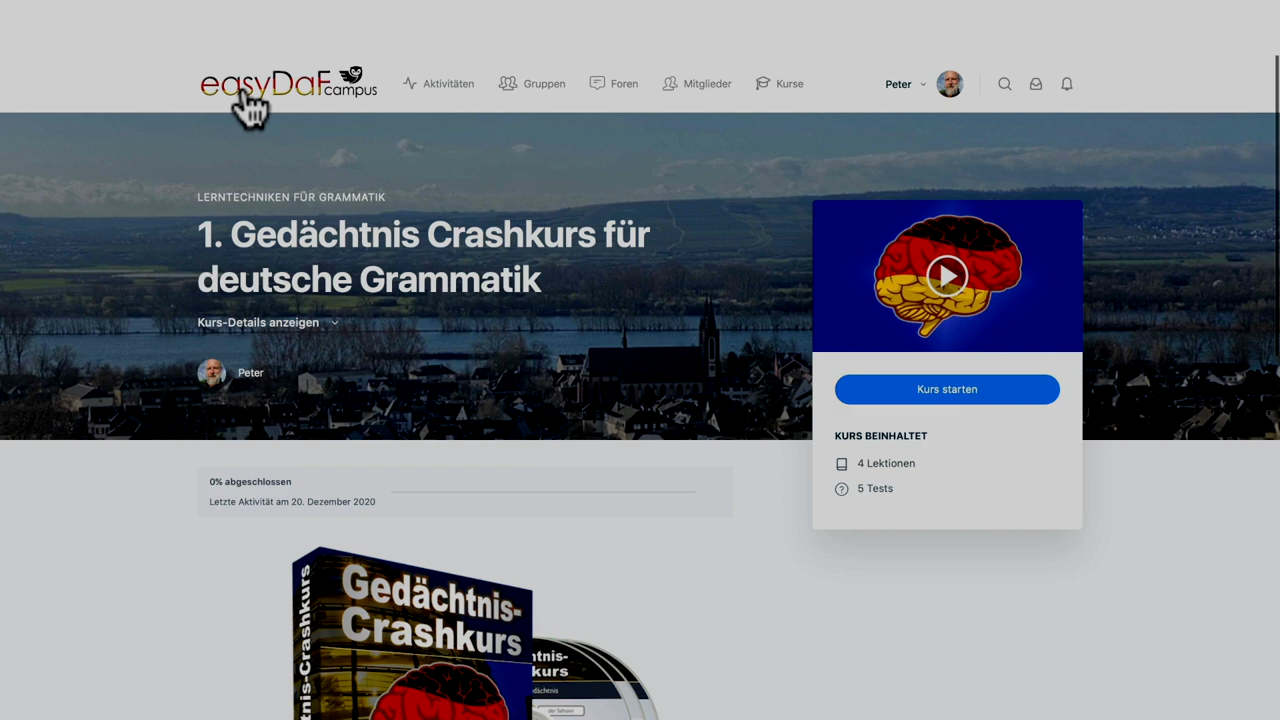 easyDaF
campus
Aktivitäten
Gruppen
Foren
Mitglieder
Kurse
Peter
LERNTECHNIKEN FÜR GRAMMATIK
1. Gedächtnis Crashkurs für
deutsche Grammatik
Kurs-Details anzeigen
Peter
Kurs starten
KURS BEINHALTET
4 Lektionen
5 Tests
0% abgeschlossen
Letzte Aktivität am 20. Dezember 2020
Gedächtnis-
Crashkurs
tnis-Crashkurs
htnis-
kurs
edächtnis